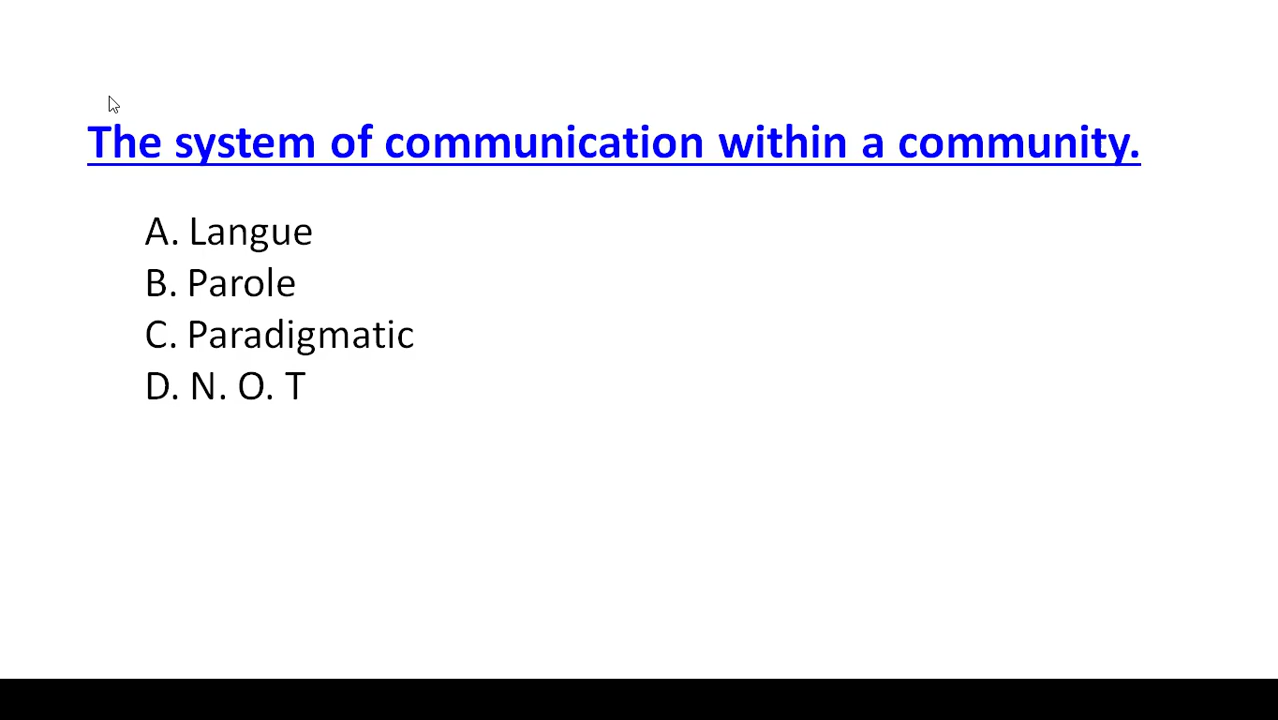 The system of communication within a community.
A. Langue
B. Parole
C. Paradigmatic
D. N. O. T